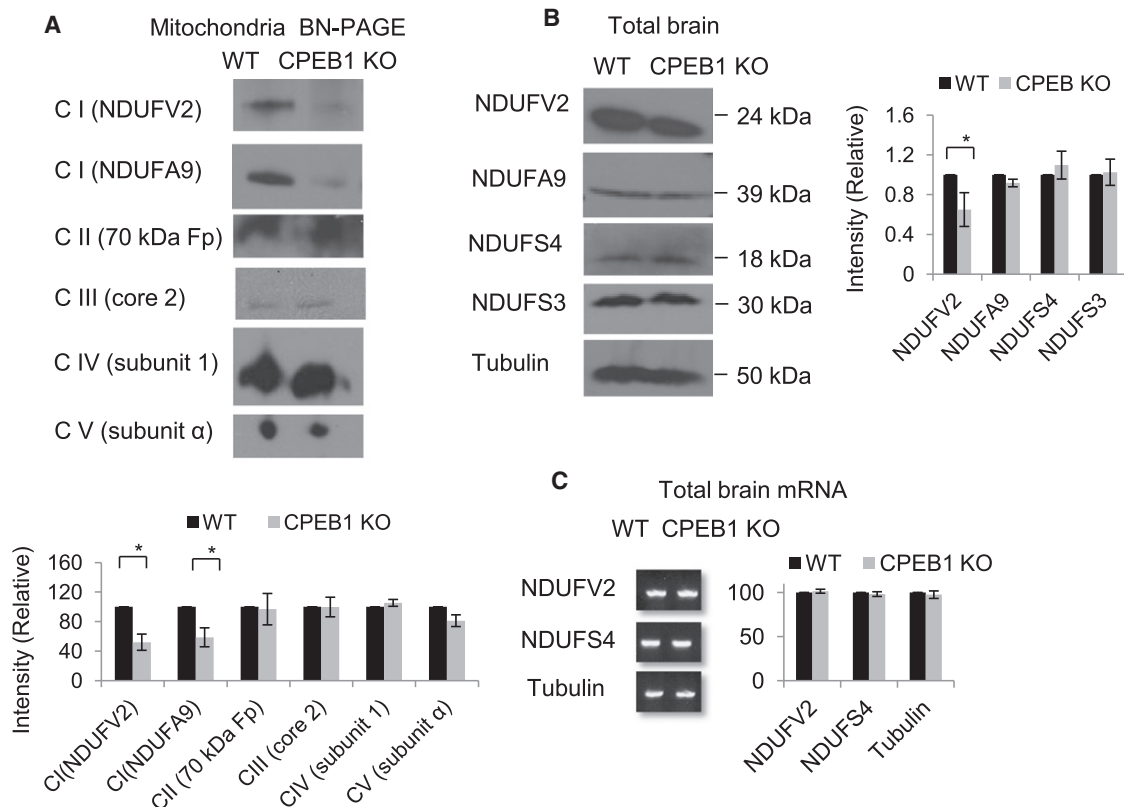 A
Mitochondria BN-PAGE
WT CPEB1 KO
C I (NDUFV2)
C I (NDUFA9)
C II (70 kDa Fp)
C III (core 2)
C IV (subunit 1)
C V (subunit α)
WT CPEB1 KO
Intensity (Relative)
160
120
80
40
0
* *
CI(NDUFV2)
CI(NDUFA9)
CII (70 kDa Fp)
CIII (core 2)
CIV (subunit 1)
CV (subunit α)
B
Total brain
WT CPEB1 KO
NDUFV2 – 24 kDa
NDUFA9 – 39 kDa
NDUFS4 – 18 kDa
NDUFS3 – 30 kDa
Tubulin – 50 kDa
WT CPEB KO
Intensity (Relative)
1.6
1.2
0.8
0.4
0
*
NDUFV2
NDUFA9
NDUFS4
NDUFS3
C
Total brain mRNA
WT CPEB1 KO
NDUFV2
NDUFS4
Tubulin
WT CPEB1 KO
100
50
0
NDUFV2
NDUFS4
Tubulin